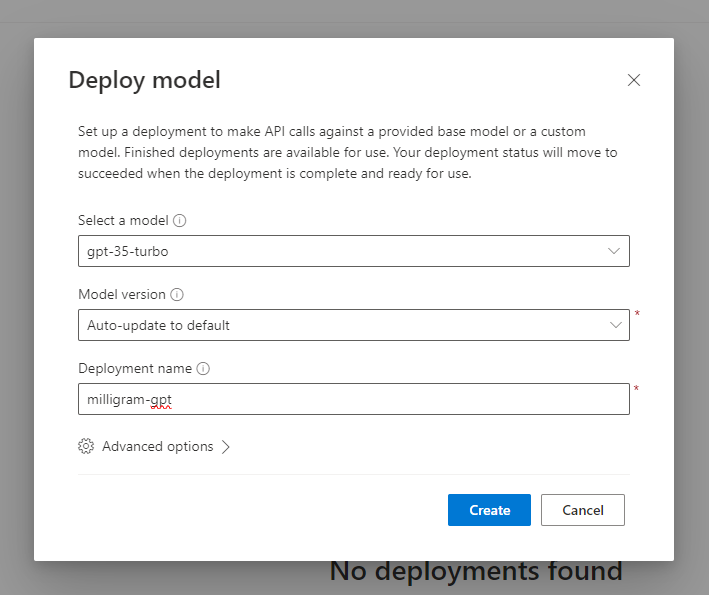 Deploy model
Set up a deployment to make API calls against a provided base model or a custom
model. Finished deployments are available for use. Your deployment status will move to
succeeded when the deployment is complete and ready for use.
Select a model
gpt-35-turbo
Model version
Auto-update to default
*
Deployment name
milligram-gpt
*
Advanced options
Create Cancel
No deployments found